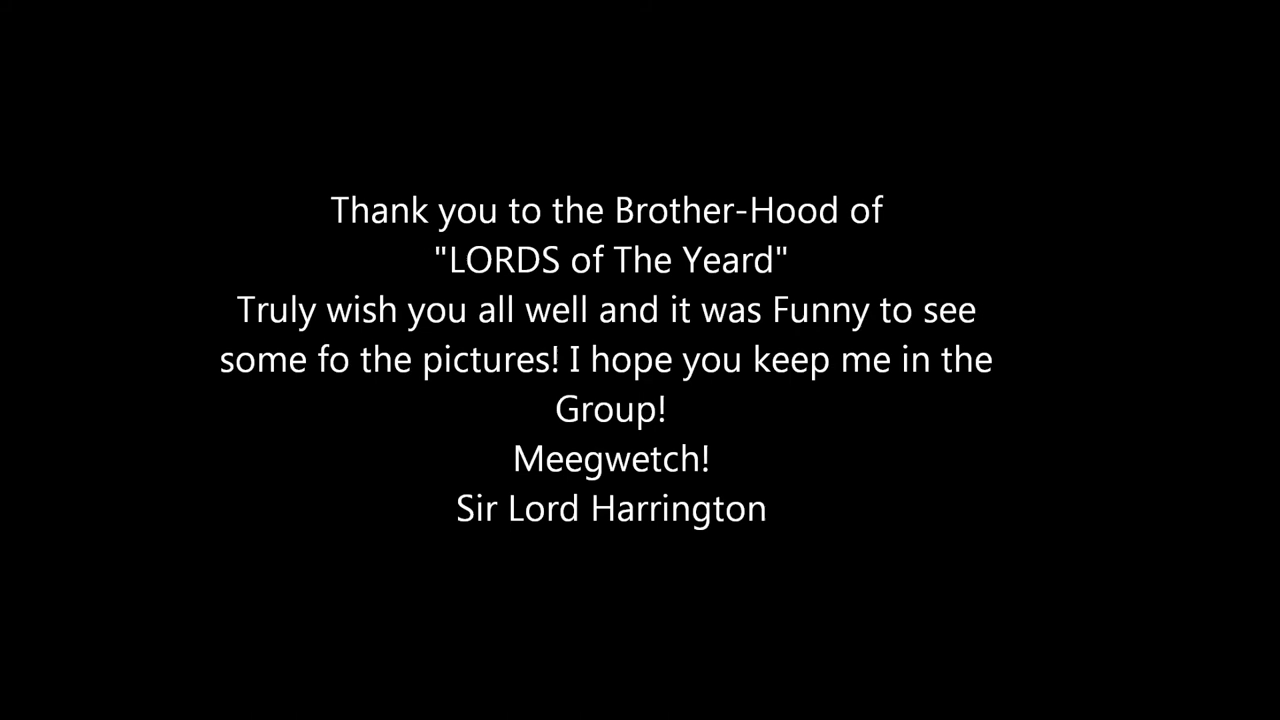 Thank you to the Brother-Hood of
"LORDS of The Yeard"
Truly wish you all well and it was Funny to see
some fo the pictures! I hope you keep me in the
Group!
Meegwetch!
Sir Lord Harrington